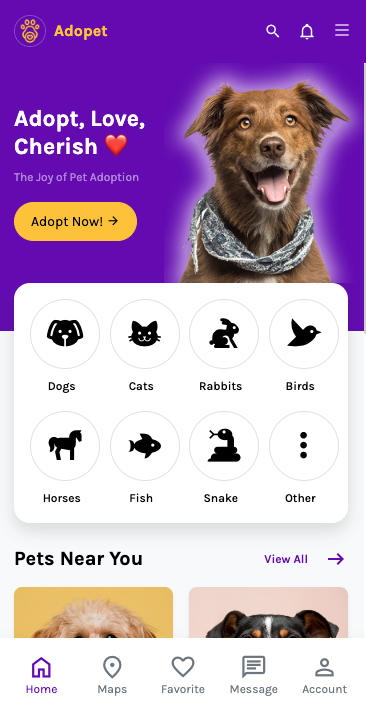 Adopet
Adopt, Love,
Cherish ❤️
The Joy of Pet Adoption
Adopt Now! →
Dogs
Cats
Rabbits
Birds
Horses
Fish
Snake
Other
Pets Near You
View All →
Home
Maps
Favorite
Message
Account